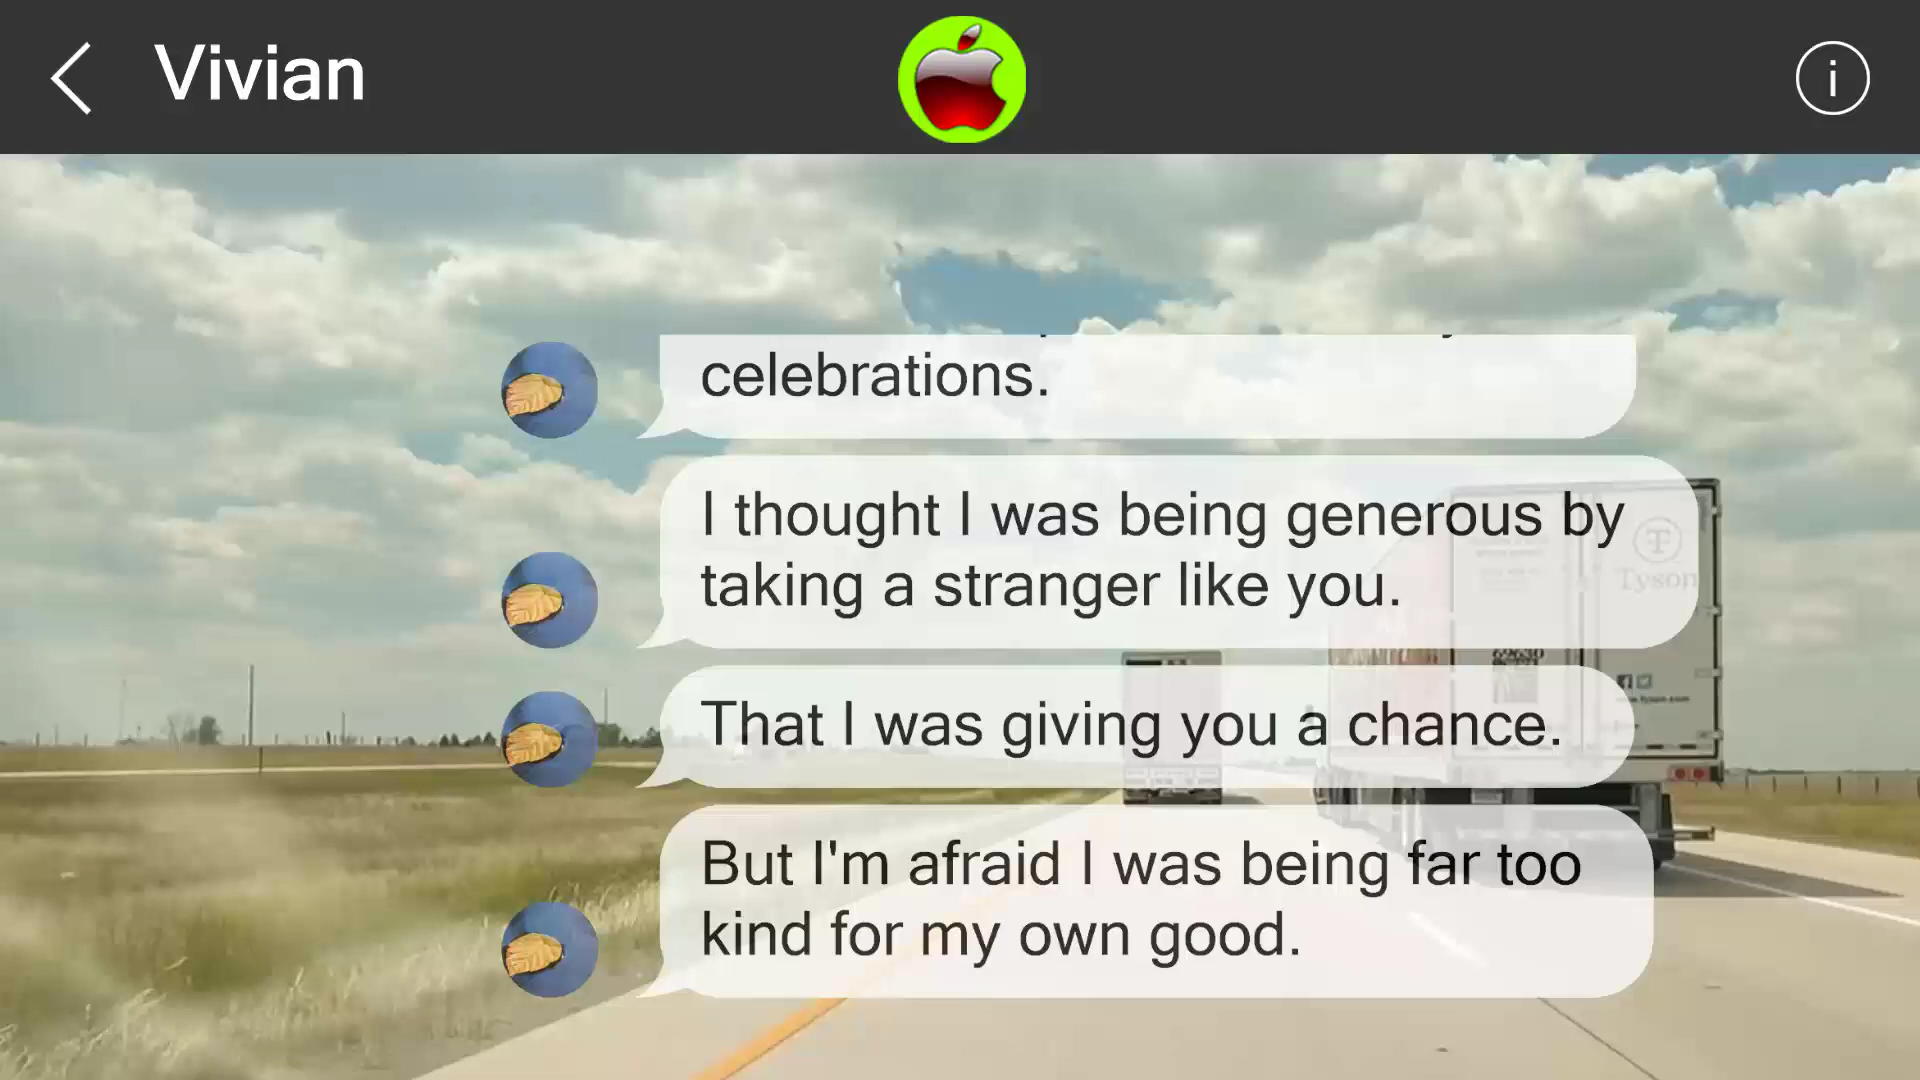 Vivian
i
celebrations.
I thought I was being generous by
taking a stranger like you.
Tyson
That I was giving you a chance.
But I'm afraid I was being far too
kind for my own good.